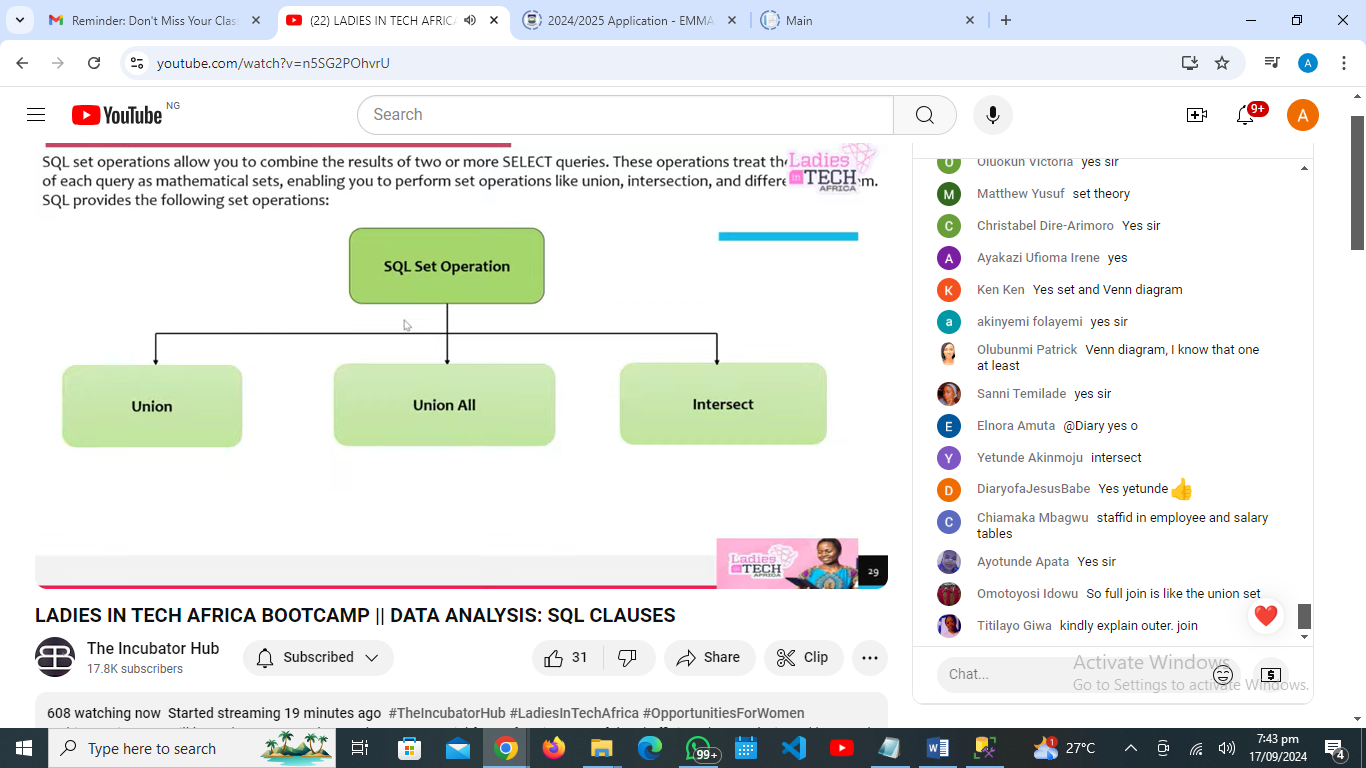 Reminder: Don't Miss Your Clas
(22) LADIES IN TECH AFRICA
2024/2025 Application - EMMA
Main
youtube.com/watch?v=n5SG2POhvrU
A
YouTube NG
Search
9+
A
SQL set operations allow you to combine the results of two or more SELECT queries. These operations treat the
of each query as mathematical sets, enabling you to perform set operations like union, intersection, and differe em.
SQL provides the following set operations:
Ladies
in TECH
AFRICA
SQL Set Operation
Union
Union All
Intersect
Ladies
in TECH
AFRICA
29
LADIES IN TECH AFRICA BOOTCAMP || DATA ANALYSIS: SQL CLAUSES
The Incubator Hub
17.8K subscribers
Subscribed
31
Share
Clip
608 watching now Started streaming 19 minutes ago #TheIncubatorHub #LadiesInTechAfrica #OpportunitiesForWomen
O Oluokun Victoria yes sir
M Matthew Yusuf set theory
C Christabel Dire-Arimoro Yes sir
A Ayakazi Ufioma Irene yes
K Ken Ken Yes set and Venn diagram
a akinyemi folayemi yes sir
Olubunmi Patrick Venn diagram, I know that one
at least
Sanni Temilade yes sir
E Elnora Amuta @Diary yes o
Y Yetunde Akinmoju intersect
D DiaryofaJesusBabe Yes yetunde👍
C Chiamaka Mbagwu staffid in employee and salary
tables
Ayotunde Apata Yes sir
Omotoyosi Idowu So full join is like the union set
Titilayo Giwa kindly explain outer. join
Chat...
Activate Windows
Go to Settings to activate Windows.
Type here to search
99+
1
27°C
7:43 pm
17/09/2024
4